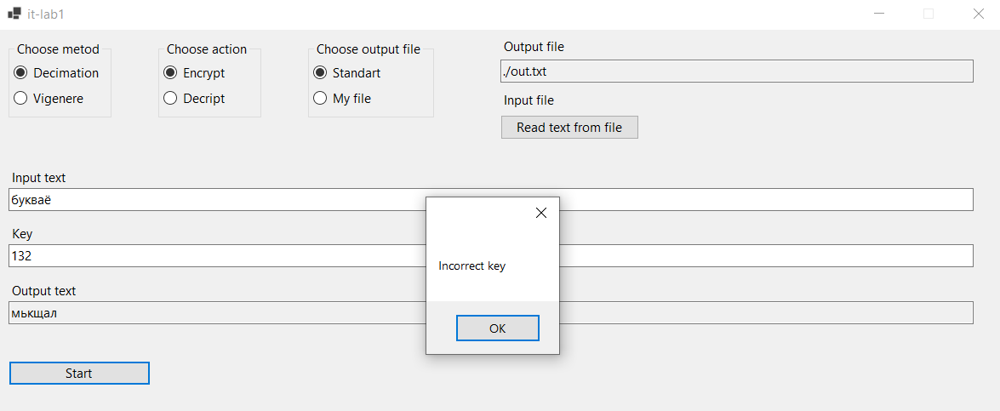 it-lab1
Choose metod
Decimation
Vigenere
Choose action
Encrypt
Decript
Choose output file
Standart
My file
Output file
./out.txt
Input file
Read text from file
Input text
букваё
Key
132
Output text
мькщал
Start
Incorrect key
OK